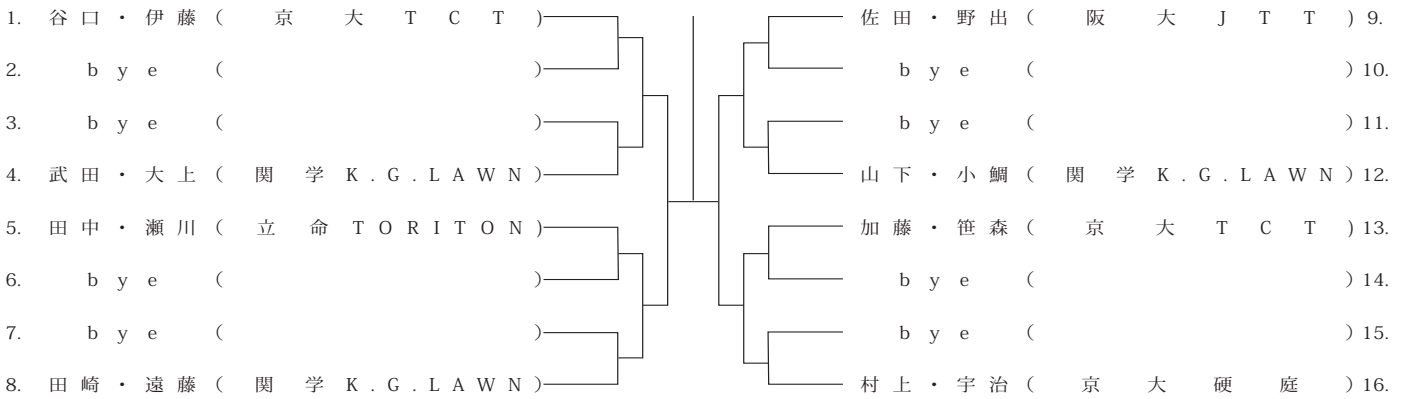 1. 谷口・伊藤(京大TCT)
2. bye ( )
3. bye ( )
4. 武田・大上(関学K.G.LAWN)
5. 田中・瀬川(立命TORITON)
6. bye ( )
7. bye ( )
8. 田崎・遠藤(関学K.G.LAWN)
佐田・野出(阪大JTT) 9.
bye ( ) 10.
bye ( ) 11.
山下・小鯛(関学K.G.LAWN) 12.
加藤・笹森(京大TCT) 13.
bye ( ) 14.
bye ( ) 15.
村上・宇治(京大硬庭) 16.